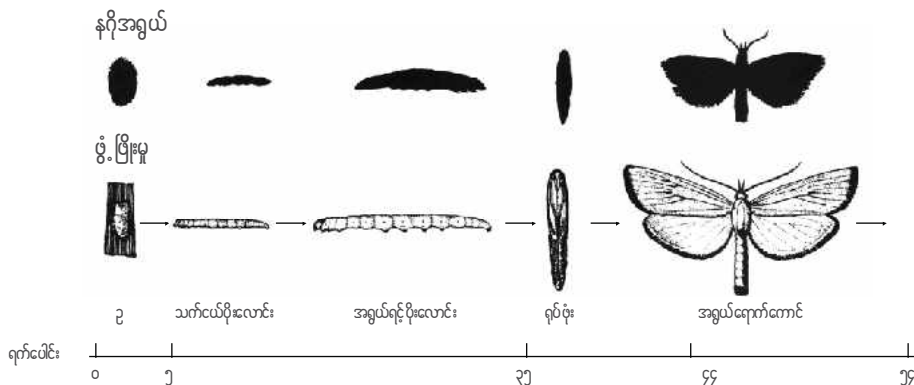 နဂိုအရွယ်
ဖွံ့ဖြိုးမှု
ဥ သက်ငယ်ပိုးလောင်း အရွယ်ရင့်ပိုးလောင်း ရုပ်ဖုံး အရွယ်ရောက်ကောင်
ရက်ပေါင်း
၀ ၅ ၃၅ ၄၄ ၅၄